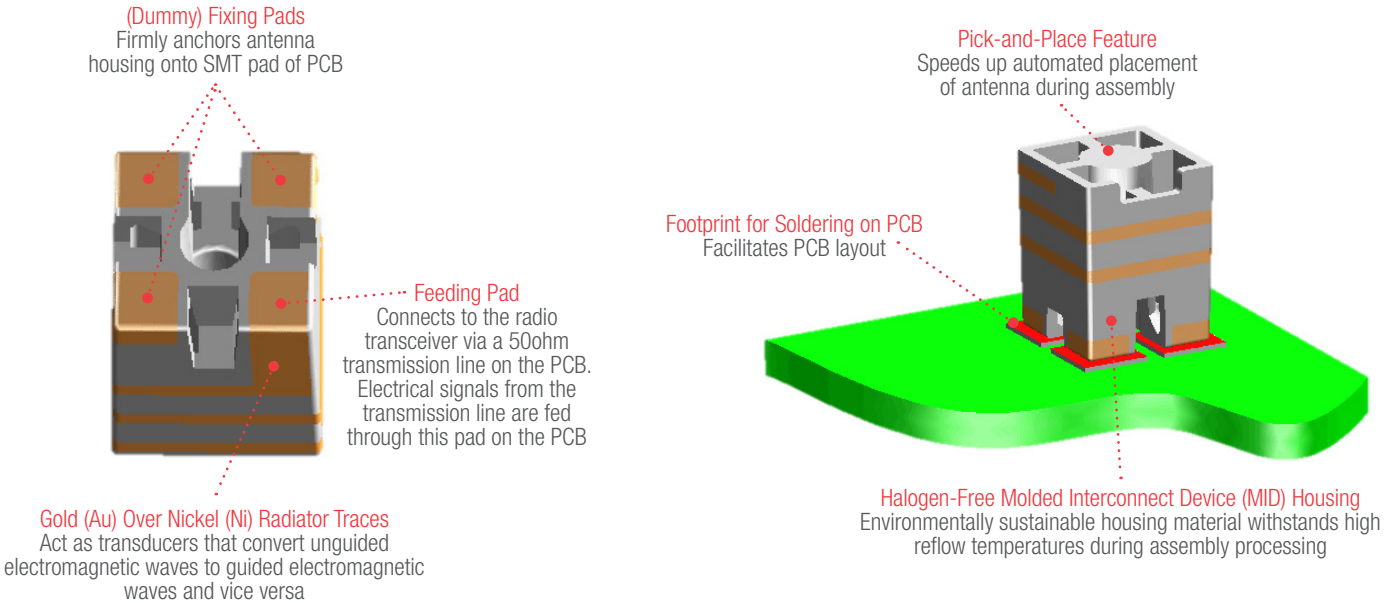 (Dummy) Fixing Pads
Firmly anchors antenna
housing onto SMT pad of PCB
Feeding Pad
Connects to the radio
transceiver via a 50ohm
transmission line on the PCB.
Electrical signals from the
transmission line are fed
through this pad on the PCB
Gold (Au) Over Nickel (Ni) Radiator Traces
Act as transducers that convert unguided
electromagnetic waves to guided electromagnetic
waves and vice versa
Pick-and-Place Feature
Speeds up automated placement
of antenna during assembly
Footprint for Soldering on PCB
Facilitates PCB layout
Halogen-Free Molded Interconnect Device (MID) Housing
Environmentally sustainable housing material withstands high
reflow temperatures during assembly processing